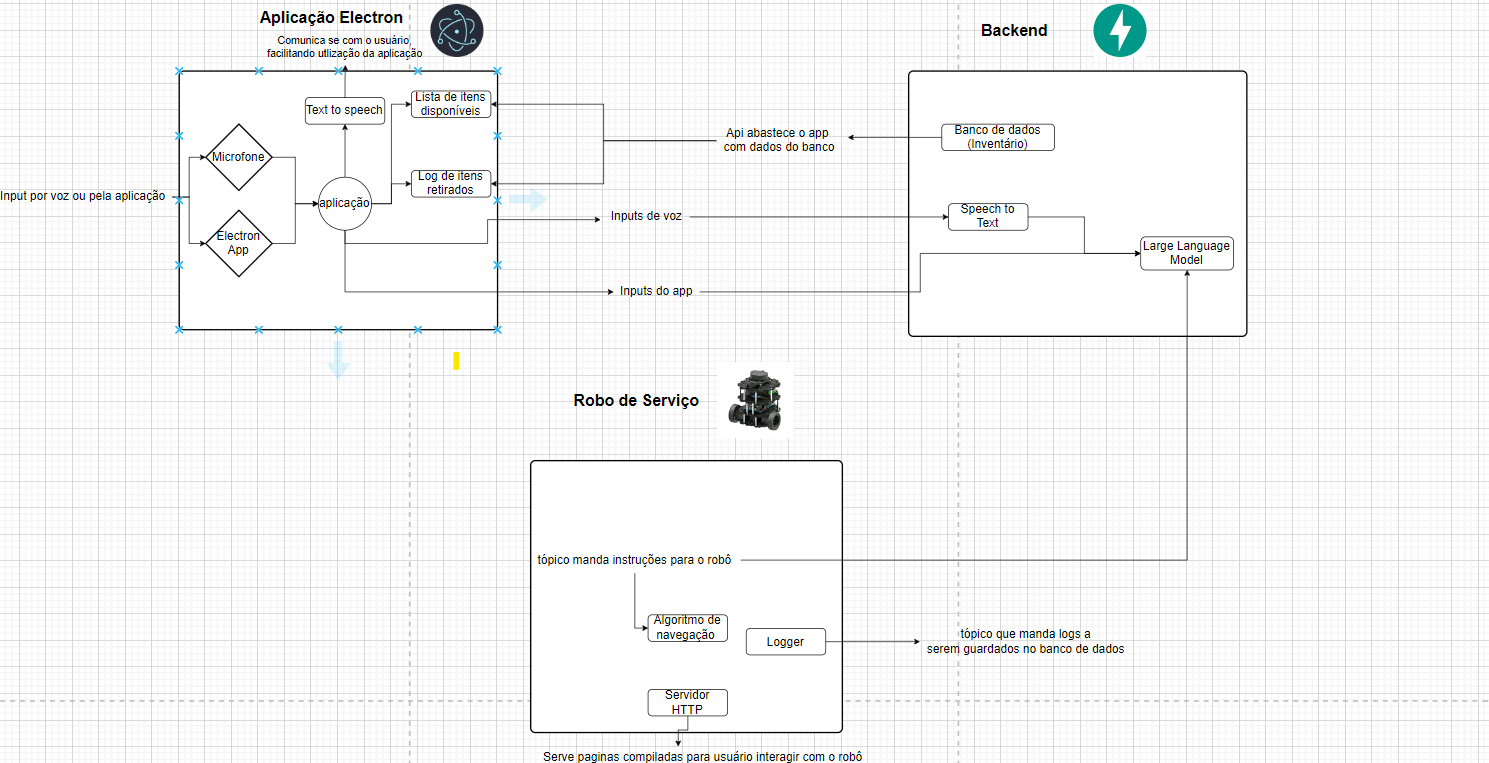 Aplicação Electron
Comunica se com o usuário,
facilitando utlização da aplicação
Backend
Text to speech
Lista de itens
disponíveis
Microfone
Api abastece o app
com dados do banco
Banco de dados
(Inventário)
Log de itens
retirados
Input por voz ou pela aplicação
aplicação
Inputs de voz
Speech to
Text
Electron
App
Large Language
Model
Inputs do app
Robo de Serviço
tópico manda instruções para o robô
Algoritmo de
navegação
Logger
tópico que manda logs a
serem guardados no banco de dados
Servidor
HTTP
Serve paginas compiladas para usuário interagir com o robô